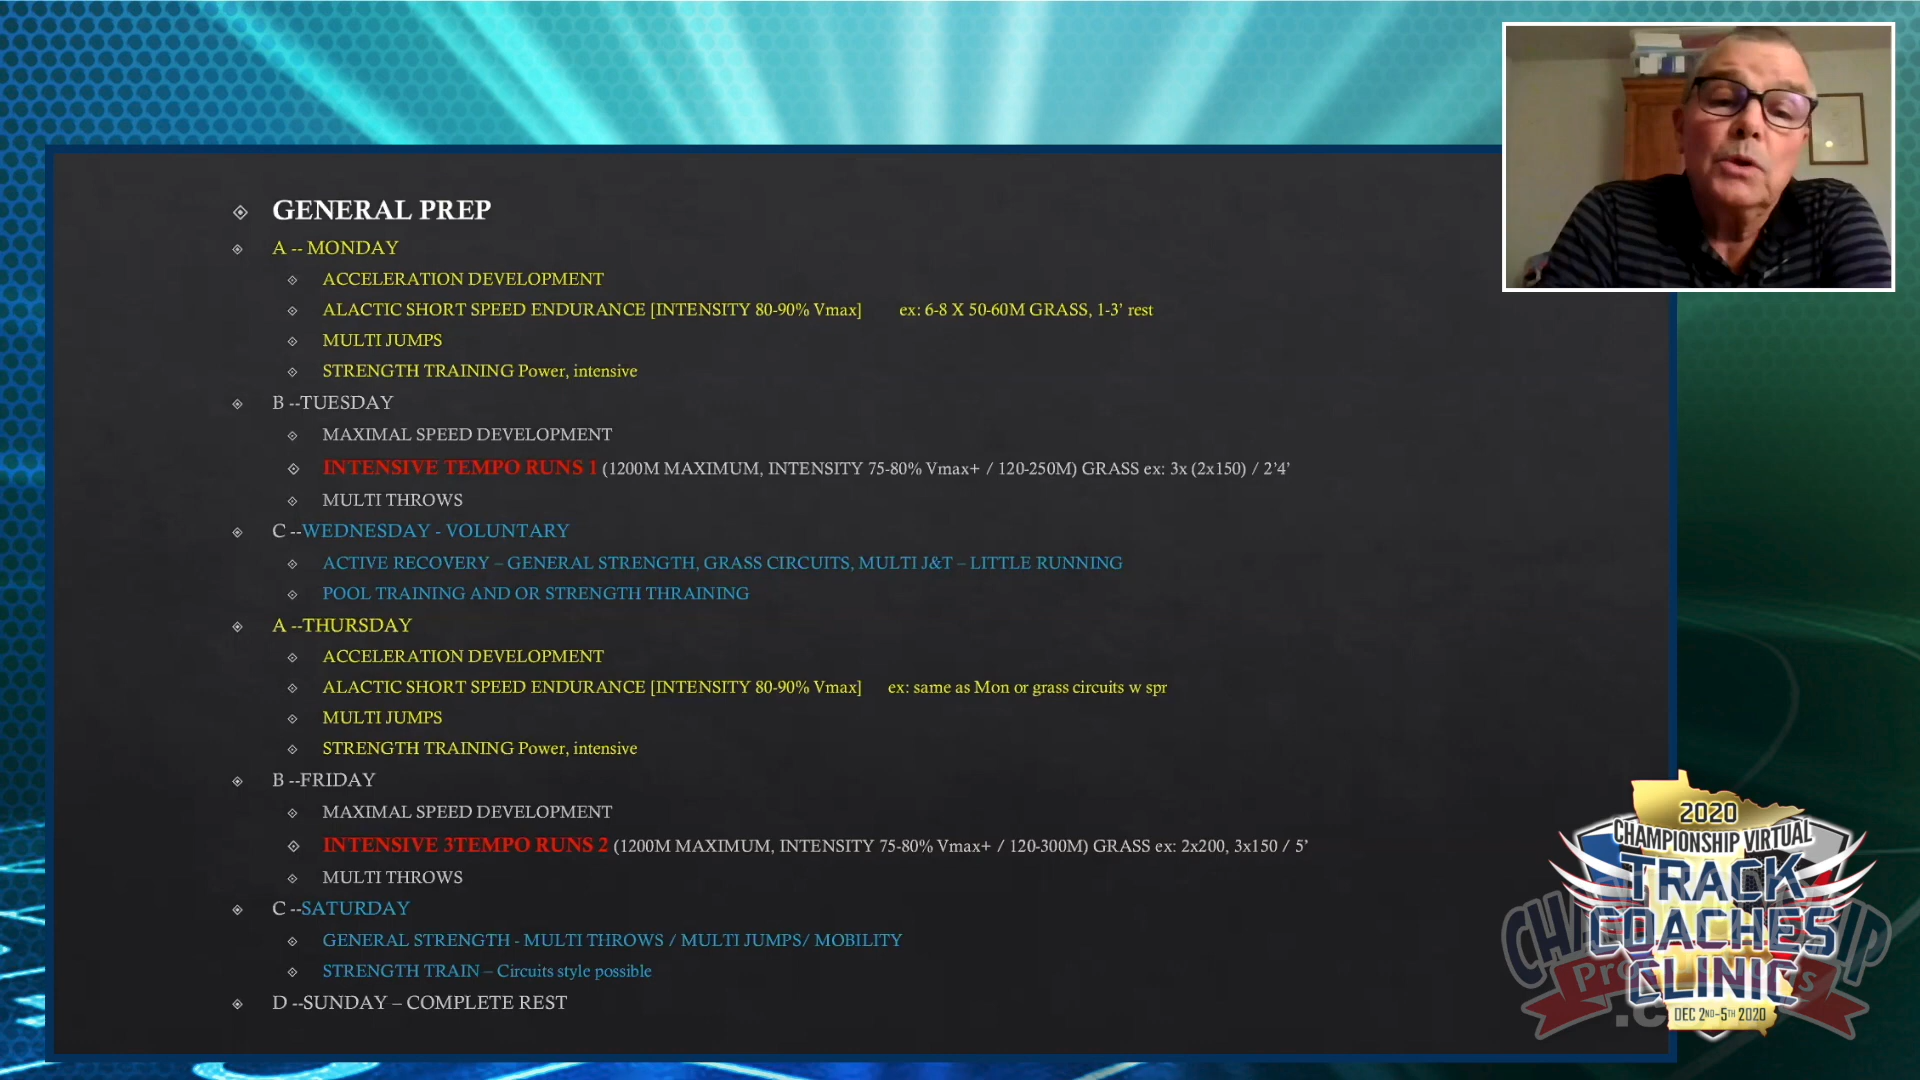 GENERAL PREP
A -- MONDAY
ACCELERATION DEVELOPMENT
ALACTIC SHORT SPEED ENDURANCE [INTENSITY 80-90% Vmax] ex: 6-8 X 50-60M GRASS, 1-3' rest
MULTI JUMPS
STRENGTH TRAINING Power, intensive
B --TUESDAY
MAXIMAL SPEED DEVELOPMENT
INTENSIVE TEMPO RUNS 1 (1200M MAXIMUM, INTENSITY 75-80% Vmax+ / 120-250M) GRASS ex: 3x (2x150) / 2'4'
MULTI THROWS
C --WEDNESDAY - VOLUNTARY
ACTIVE RECOVERY – GENERAL STRENGTH, GRASS CIRCUITS, MULTI J&T – LITTLE RUNNING
POOL TRAINING AND OR STRENGTH THRAINING
A --THURSDAY
ACCELERATION DEVELOPMENT
ALACTIC SHORT SPEED ENDURANCE [INTENSITY 80-90% Vmax] ex: same as Mon or grass circuits w spr
MULTI JUMPS
STRENGTH TRAINING Power, intensive
B --FRIDAY
MAXIMAL SPEED DEVELOPMENT
INTENSIVE 3TEMPO RUNS 2 (1200M MAXIMUM, INTENSITY 75-80% Vmax+ / 120-300M) GRASS ex: 2x200, 3x150 / 5'
MULTI THROWS
C --SATURDAY
GENERAL STRENGTH - MULTI THROWS / MULTI JUMPS/ MOBILITY
STRENGTH TRAIN – Circuits style possible
D --SUNDAY – COMPLETE REST
2020
CHAMPIONSHIP VIRTUAL
TRACK
COACHES
CLINIC
DEC 2ND-5TH 2020